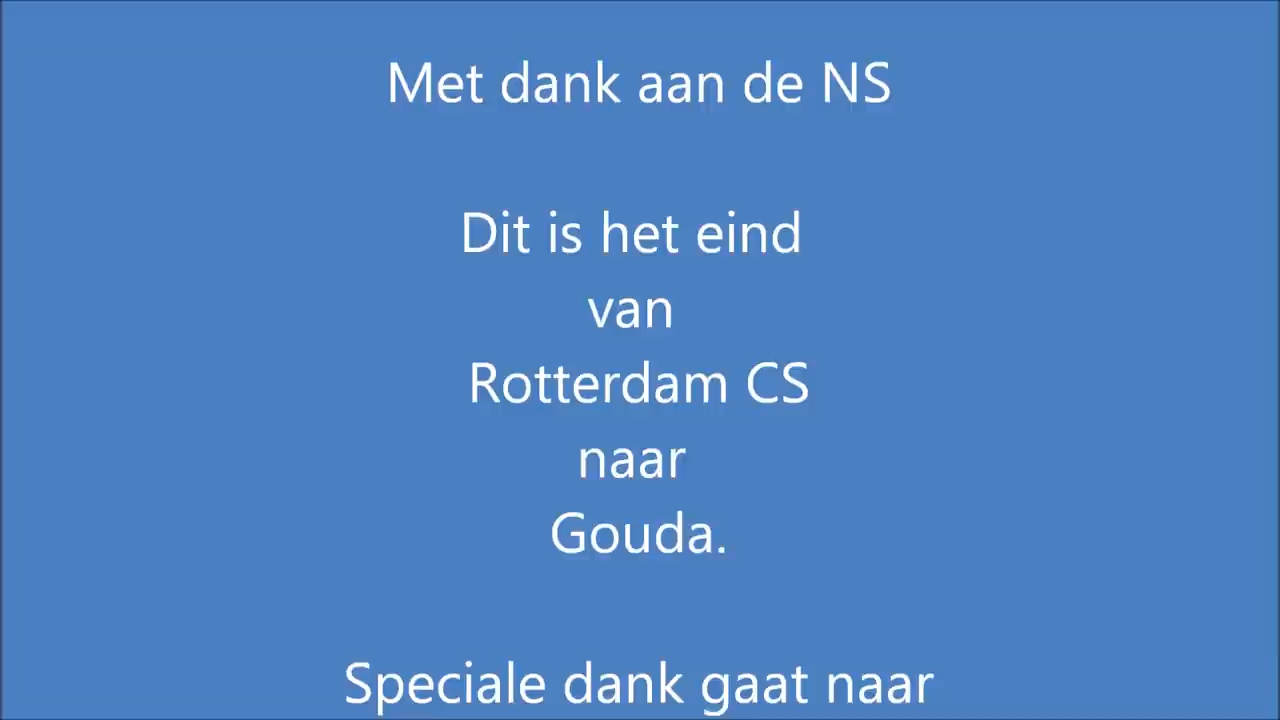 Met dank aan de NS
Dit is het eind
van
Rotterdam CS
naar
Gouda.
Speciale dank gaat naar